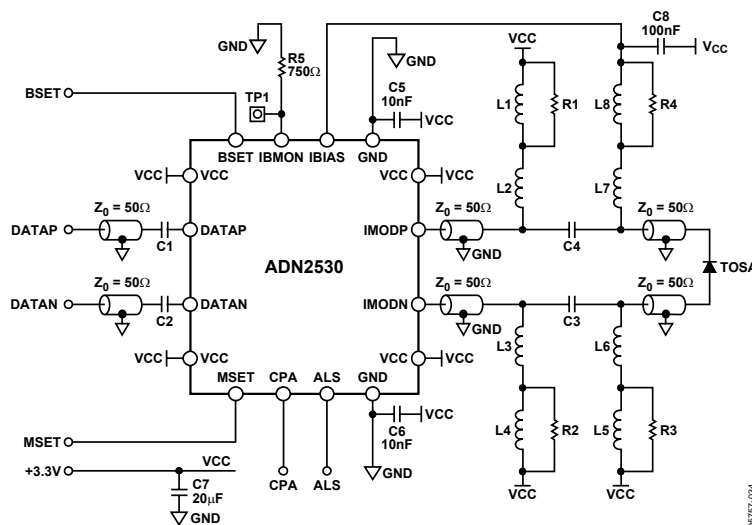 C8
100nF
VCC
VCC
GND
R5
750Ω
GND
TP1
C5
10nF
VCC
L1
R1
L8
R4
BSET
BSET
IBMON
IBIAS
GND
VCC
VCC
VCC
VCC
L2
L7
Z0 = 50Ω
Z0 = 50Ω
Z0 = 50Ω
DATAP
C1
DATAP
IMODP
GND
C4
ADN2530
TOSA
Z0 = 50Ω
Z0 = 50Ω
Z0 = 50Ω
DATAN
C2
DATAN
IMODN
GND
C3
L3
L6
VCC
VCC
VCC
VCC
MSET
CPA
ALS
GND
C6
10nF
VCC
L4
R2
L5
R3
MSET
+3.3V
VCC
C7
20μF
GND
CPA
ALS
GND
VCC
VCC